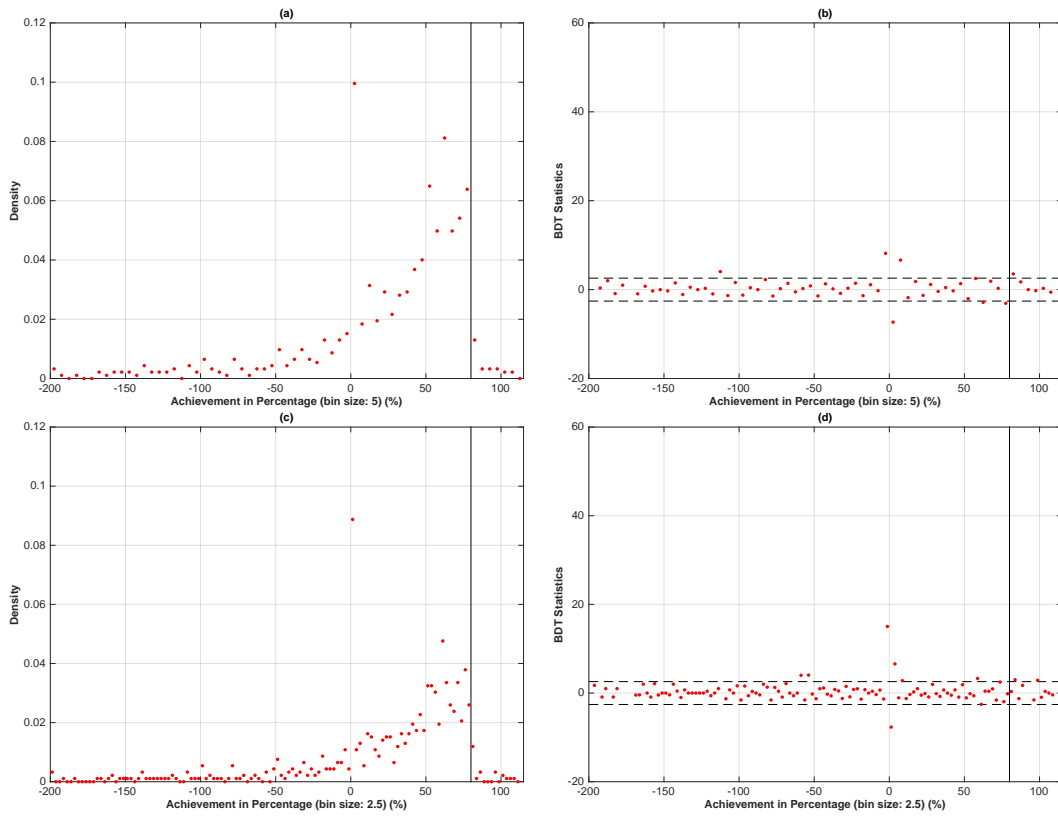 (a)
0.12
0.1
0.08
0.06
0.04
0.02
0
-200 -150 -100 -50 0 50 100
Density
Achievement in Percentage (bin size: 5) (%)
(b)
60
40
20
0
-20
-200 -150 -100 -50 0 50 100
BDT Statistics
Achievement in Percentage (bin size: 5) (%)
(c)
0.12
0.1
0.08
0.06
0.04
0.02
0
-200 -150 -100 -50 0 50 100
Density
Achievement in Percentage (bin size: 2.5) (%)
(d)
60
40
20
0
-20
-200 -150 -100 -50 0 50 100
BDT Statistics
Achievement in Percentage (bin size: 2.5) (%)